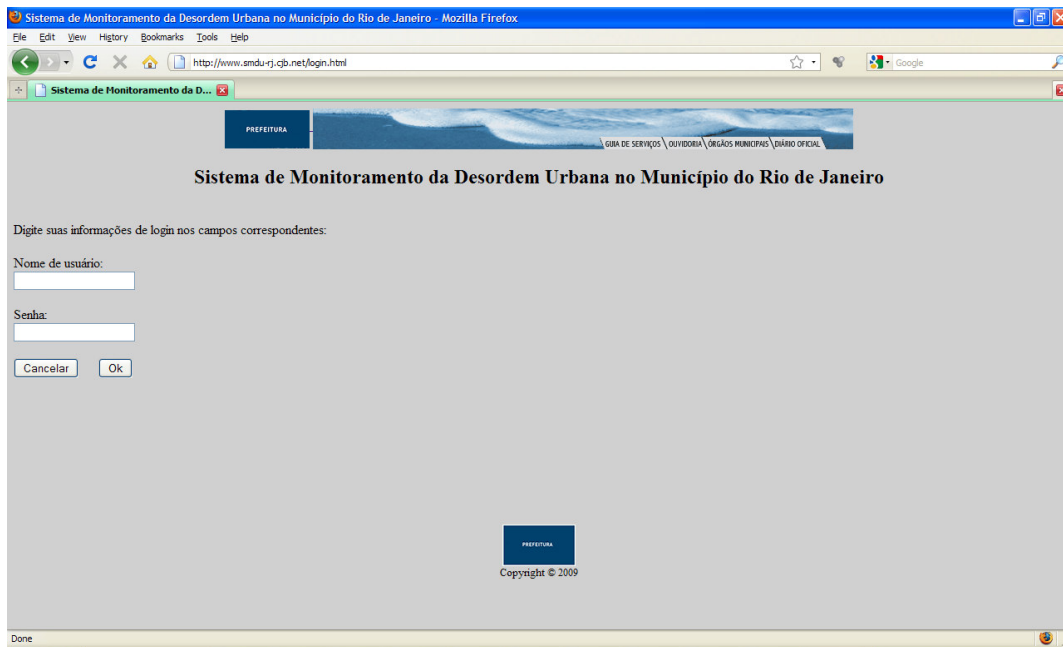 Sistema de Monitoramento da Desordem Urbana no Município do Rio de Janeiro - Mozilla Firefox
File Edit View History Bookmarks Tools Help
http://www.smdu-rj.cjb.net/login.html
Google
Sistema de Monitoramento da D...
PREFEITURA
GUIA DE SERVIÇOS \ OUVIDORIA \ ÓRGÃOS MUNICIPAIS \ DIÁRIO OFICIAL \
Sistema de Monitoramento da Desordem Urbana no Município do Rio de Janeiro
Digite suas informações de login nos campos correspondentes:
Nome de usuário:
Senha:
Cancelar Ok
PREFEITURA
Copyright © 2009
Done